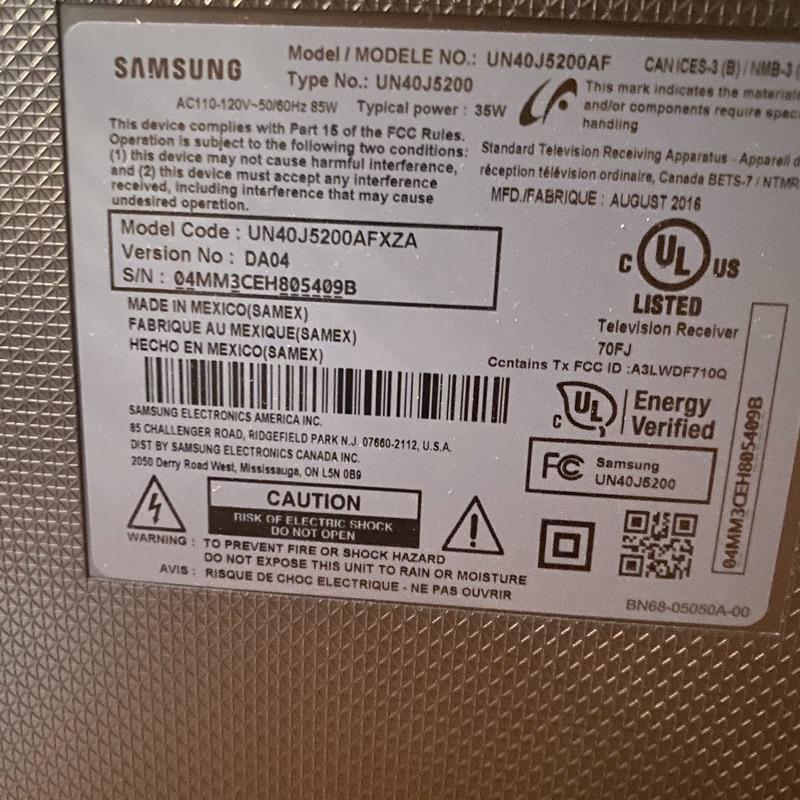 SAMSUNG
Model / MODELE NO.: UN40J5200AF
Type No.: UN40J5200
CAN ICES-3 (B) / NMB-3
AC110-120V~50/60Hz 85W Typical power : 35W
This mark indicates the
and/or components require
handling
This device complies with Part 15 of the FCC Rules.
Operation is subject to the following two conditions:
(1) this device may not cause harmful interference,
and (2) this device must accept any interference
received, including interference that may cause
undesired operation.
Standard Television Receiving Apparatus - Appareil
réception télévision ordinaire, Canada BETS-7 / NTMR
MFD./FABRIQUE : AUGUST 2016
Model Code : UN40J5200AFXZA
Version No : DA04
S/N : 04MM3CEH805409B
C UL US
LISTED
Television Receiver
70FJ
MADE IN MEXICO(SAMEX)
FABRIQUE AU MEXIQUE(SAMEX)
HECHO EN MEXICO(SAMEX)
Contains Tx FCC ID :A3LWDF710Q
SAMSUNG ELECTRONICS AMERICA INC.
85 CHALLENGER ROAD, RIDGEFIELD PARK N.J. 07660-2112, U.S.A.
DIST BY SAMSUNG ELECTRONICS CANADA INC.
2050 Derry Road West, Mississauga, ON L5N 0B9
C UL Energy
Verified
FC Samsung
UN40J5200
04MM3CEH805409B
CAUTION
RISK OF ELECTRIC SHOCK
DO NOT OPEN
WARNING : TO PREVENT FIRE OR SHOCK HAZARD
DO NOT EXPOSE THIS UNIT TO RAIN OR MOISTURE
AVIS : RISQUE DE CHOC ELECTRIQUE - NE PAS OUVRIR
BN68-05050A-00